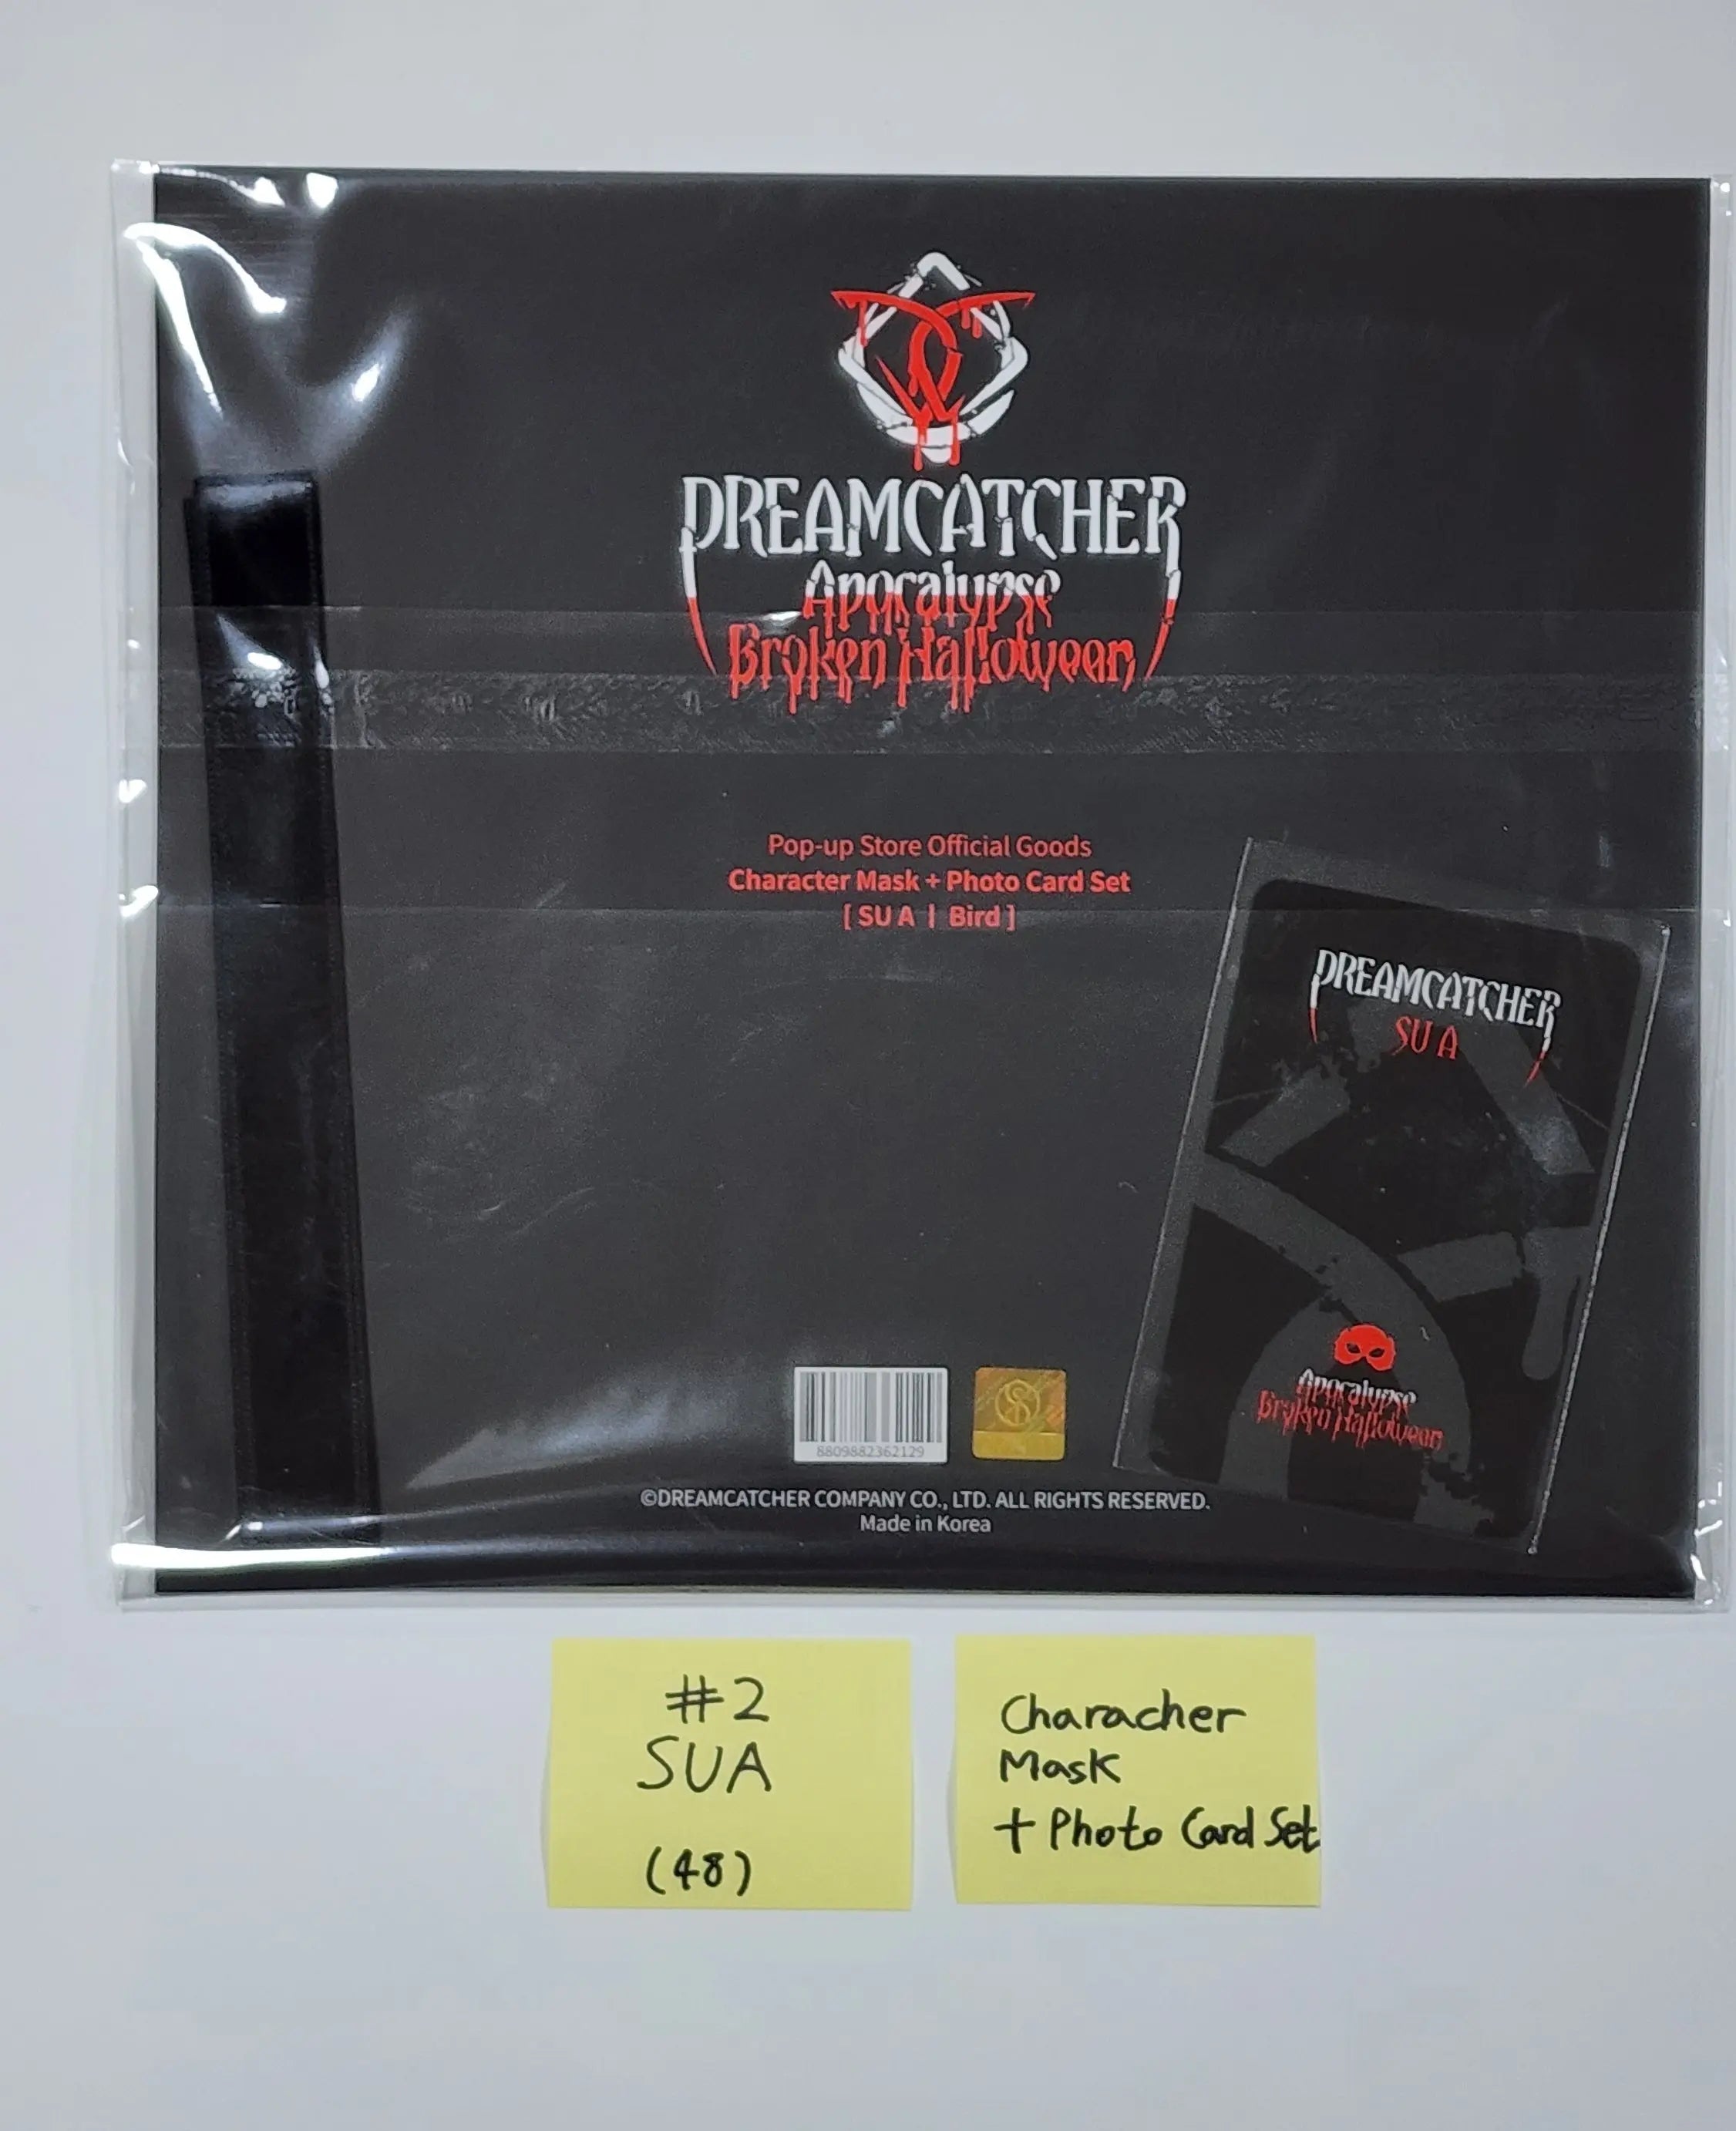 DREAMCATCHER
Apocalypse
Broken Halloween
Pop-up Store Official Goods
Character Mask + Photo Card Set
[ SU A | Bird ]
DREAMCATCHER
SU A
Apocalypse
Broken Halloween
8809882362129
©DREAMCATCHER COMPANY CO., LTD. ALL RIGHTS RESERVED.
Made in Korea
#2
SUA
(48)
Characher
Mask
+ Photo Card Set